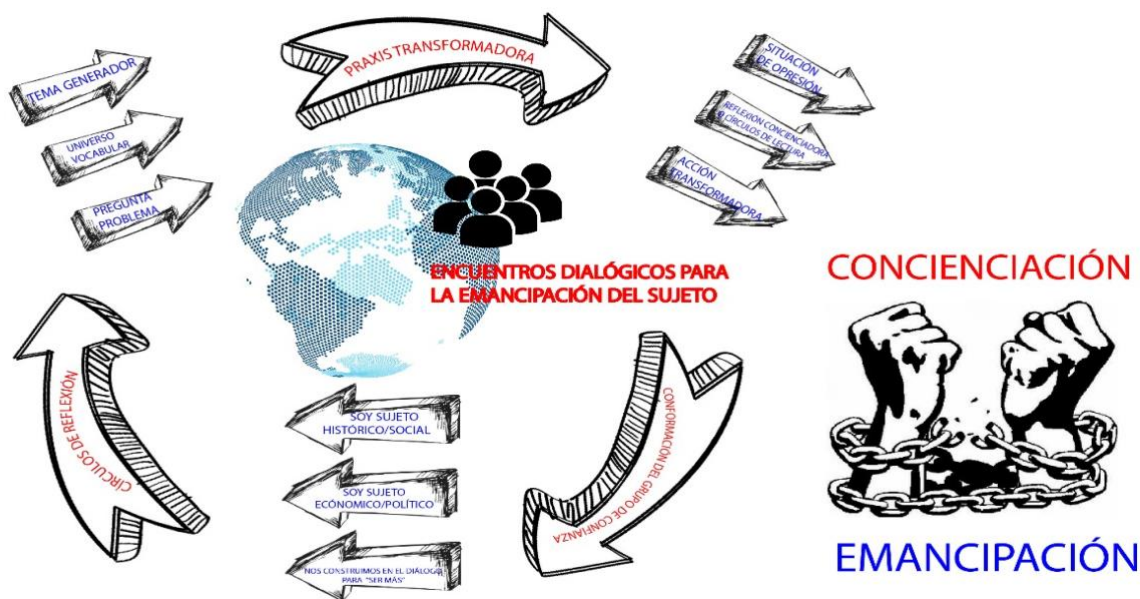 PRAXIS TRANSFORMADORA
TEMA GENERADOR
UNIVERSO
VOCABULAR
PREGUNTA
PROBLEMA
SITUACIÓN
DE OPRESIÓN
REFLEXIÓN CONCIENCIADORA
O CÍRCULOS DE LECTURA
ACCIÓN
TRANSFORMADORA
ENCUENTROS DIALÓGICOS PARA
LA EMANCIPACIÓN DEL SUJETO
CONCIENCIACIÓN
EMANCIPACIÓN
CONFORMACIÓN DEL GRUPO DE CONFIANZA
SOY SUJETO
HISTÓRICO/SOCIAL
SOY SUJETO
ECÓNOMICO/POLÍTICO
NOS CONSTRUIMOS EN EL DIÁLOGO
PARA "SER MÁS"
CÍRCULOS DE REFLEXIÓN